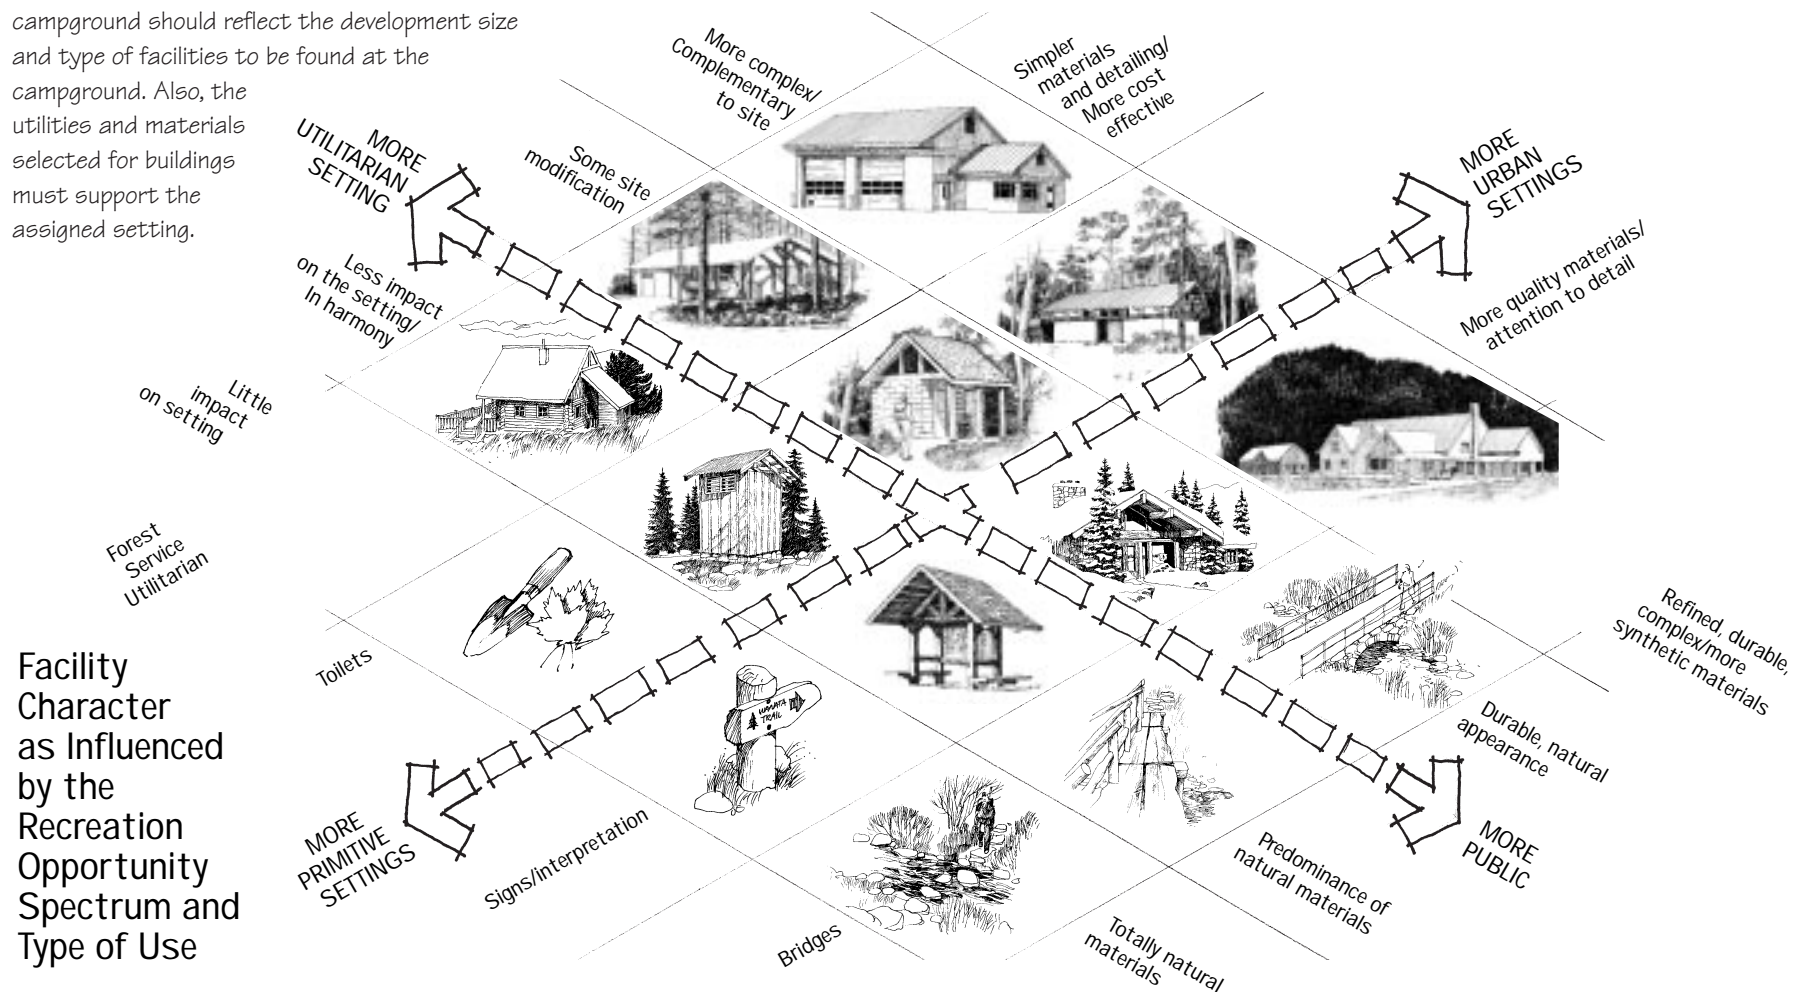 campground should reflect the development size
and type of facilities to be found at the
campground. Also, the
utilities and materials
selected for buildings
must support the
assigned setting.
More complex/
Complementary
to site
Simpler
materials
and detailing/
More cost
effective
MORE
UTILITARIAN
SETTING
Some site
modification
MORE
URBAN
SETTINGS
Less impact
on the setting/
In harmony
More quality materials/
attention to detail
Little
impact
on setting
Forest
Service
Utilitarian
Toilets
Refined, durable,
complex/more
synthetic materials
Facility
Character
as Influenced
by the
Recreation
Opportunity
Spectrum and
Type of Use
WANATA
TRAIL
Durable, natural
appearance
MORE
PRIMITIVE
SETTINGS
Signs/interpretation
MORE
PUBLIC
Predominance of
natural materials
Bridges
Totally natural
materials